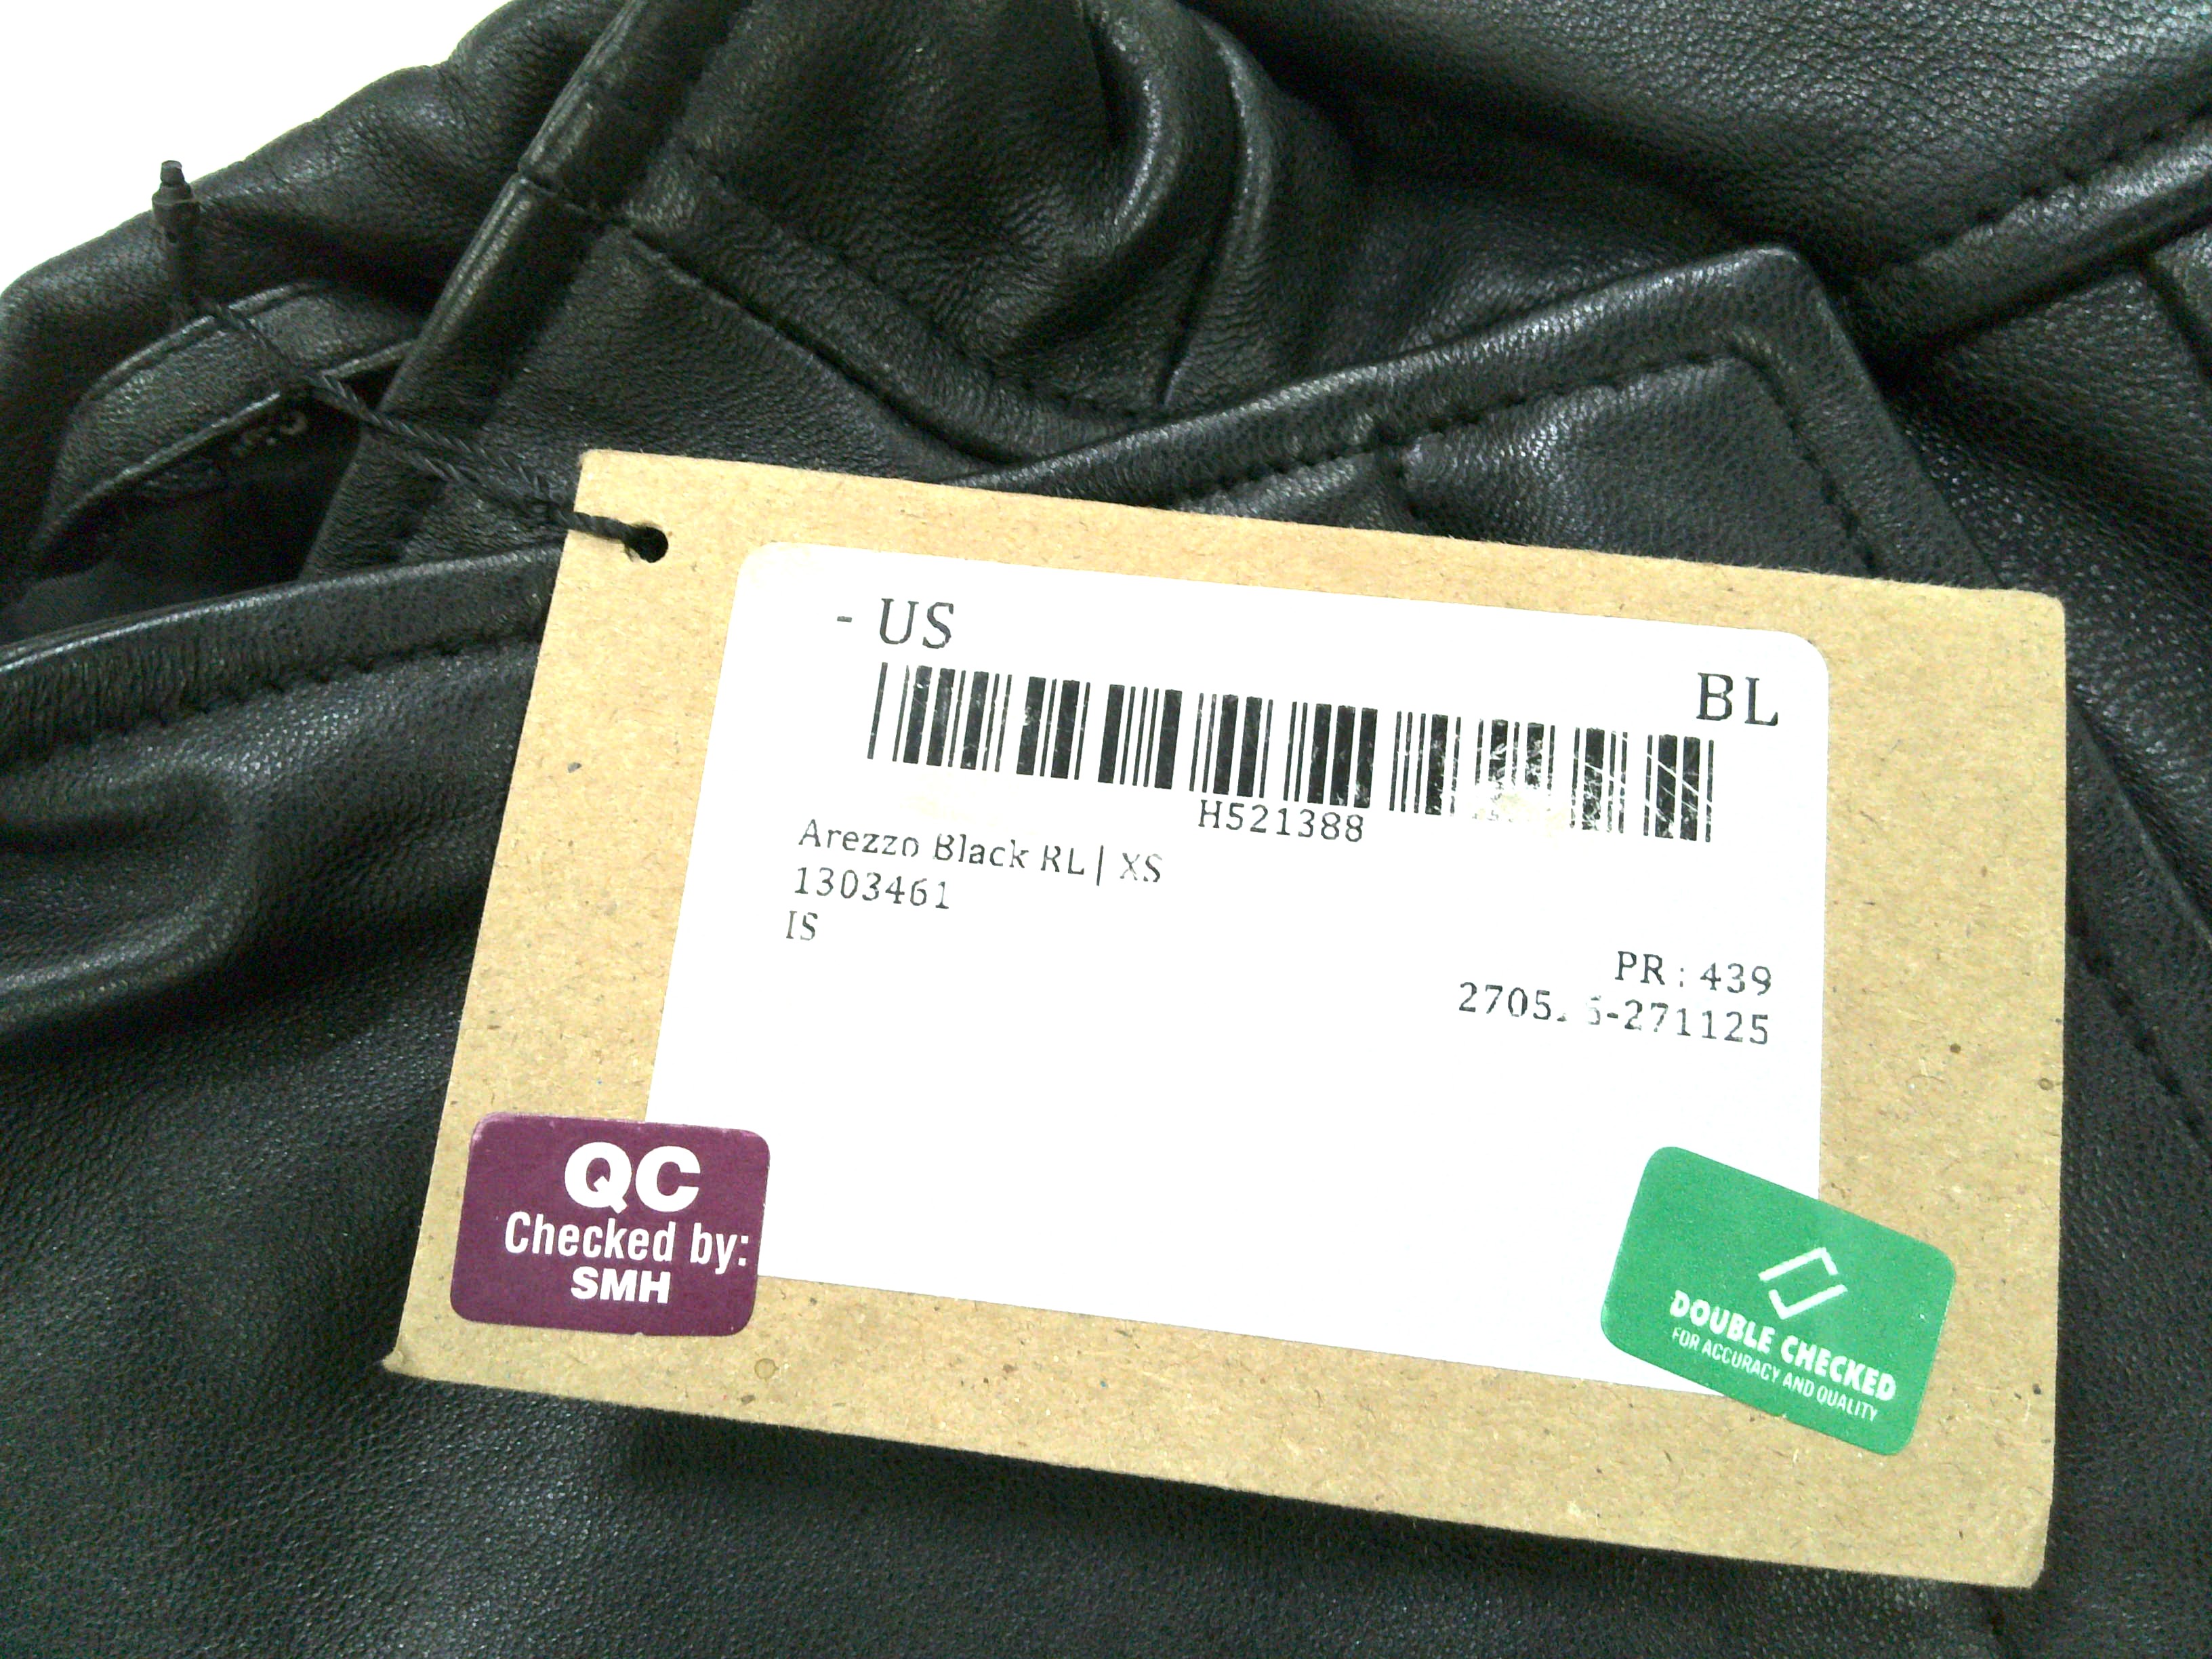 - US
BL
H521388
Arezzo Black RL | XS
1303461
IS
PR : 439
QC
Checked by:
SMH
DOUBLE CHECKED
FOR ACCURACY AND QUALITY